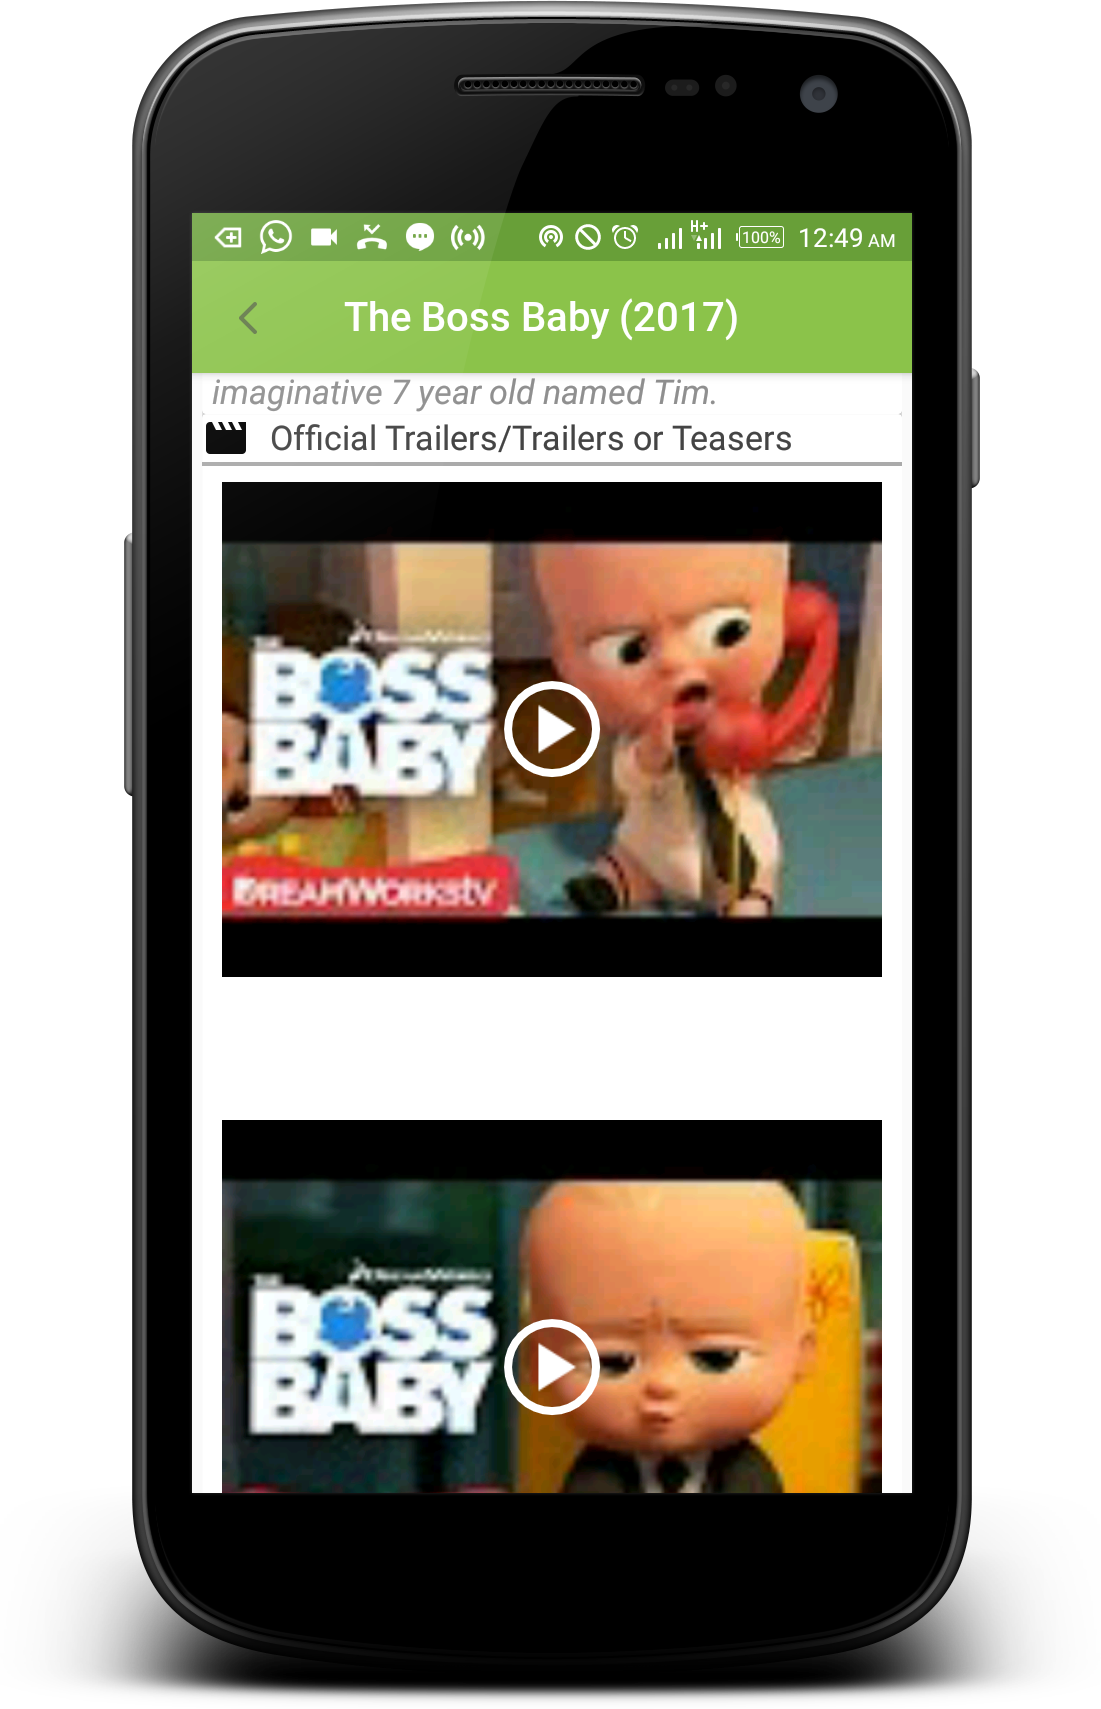 H+
100%
12:49 AM
The Boss Baby (2017)
imaginative 7 year old named Tim.
Official Trailers/Trailers or Teasers
DREAMWORKS
THE
BOSS
BABY
DREAMWORKStv
DREAMWORKS
THE
BOSS
BABY